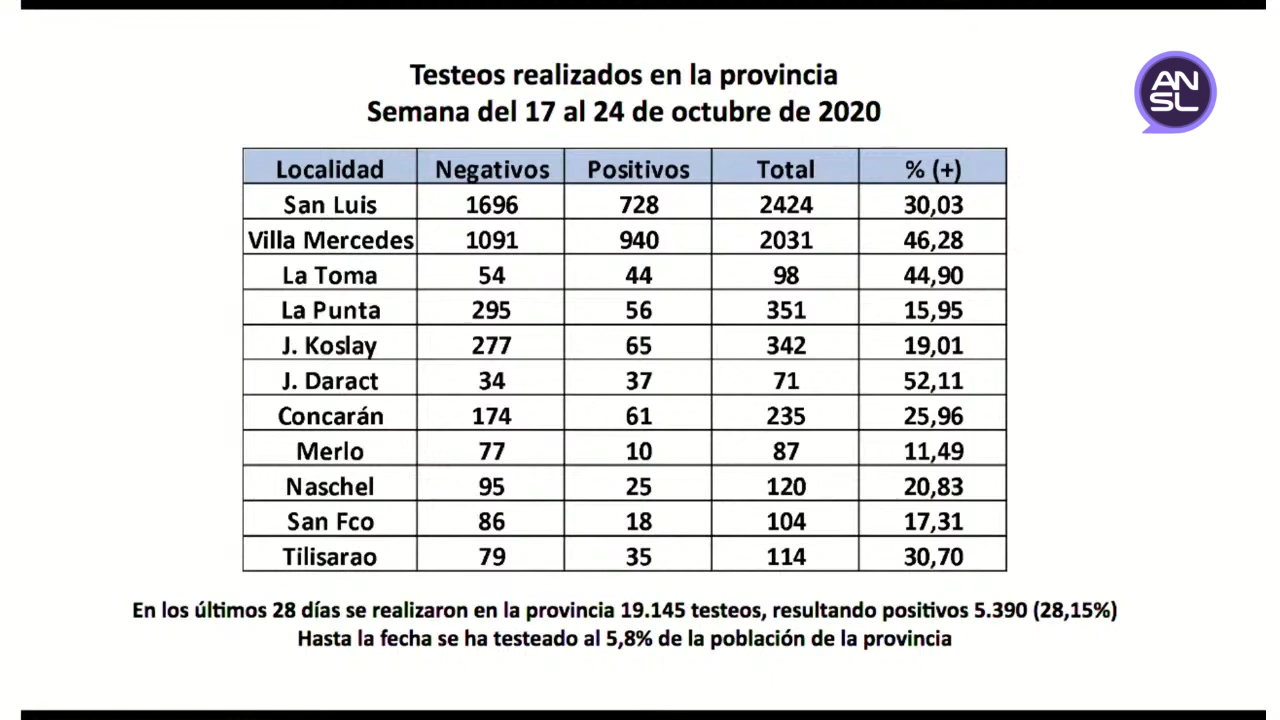 AN
SL
Testeos realizados en la provincia
Semana del 17 al 24 de octubre de 2020
Localidad Negativos Positivos Total % (+)
San Luis 1696 728 2424 30,03
Villa Mercedes 1091 940 2031 46,28
La Toma 54 44 98 44,90
La Punta 295 56 351 15,95
J. Koslay 277 65 342 19,01
J. Daract 34 37 71 52,11
Concarán 174 61 235 25,96
Merlo 77 10 87 11,49
Naschel 95 25 120 20,83
San Fco 86 18 104 17,31
Tilisarao 79 35 114 30,70
En los últimos 28 días se realizaron en la provincia 19.145 testeos, resultando positivos 5.390 (28,15%)
Hasta la fecha se ha testeado al 5,8% de la población de la provincia